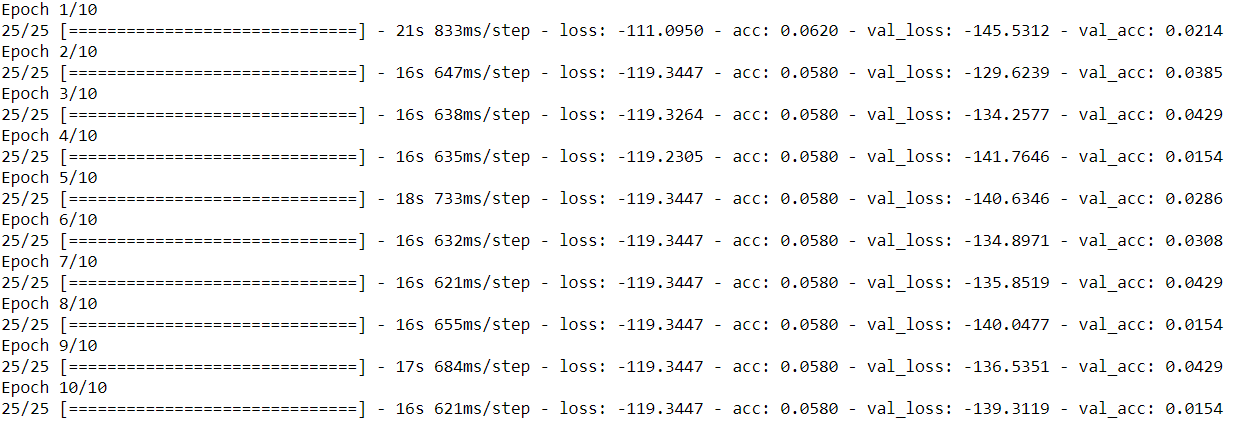 Epoch 1/10
25/25 [==============================] - 21s 833ms/step - loss: -111.0950 - acc: 0.0620 - val_loss: -145.5312 - val_acc: 0.0214
Epoch 2/10
25/25 [==============================] - 16s 647ms/step - loss: -119.3447 - acc: 0.0580 - val_loss: -129.6239 - val_acc: 0.0385
Epoch 3/10
25/25 [==============================] - 16s 638ms/step - loss: -119.3264 - acc: 0.0580 - val_loss: -134.2577 - val_acc: 0.0429
Epoch 4/10
25/25 [==============================] - 16s 635ms/step - loss: -119.2305 - acc: 0.0580 - val_loss: -141.7646 - val_acc: 0.0154
Epoch 5/10
25/25 [==============================] - 18s 733ms/step - loss: -119.3447 - acc: 0.0580 - val_loss: -140.6346 - val_acc: 0.0286
Epoch 6/10
25/25 [==============================] - 16s 632ms/step - loss: -119.3447 - acc: 0.0580 - val_loss: -134.8971 - val_acc: 0.0308
Epoch 7/10
25/25 [==============================] - 16s 621ms/step - loss: -119.3447 - acc: 0.0580 - val_loss: -135.8519 - val_acc: 0.0429
Epoch 8/10
25/25 [==============================] - 16s 655ms/step - loss: -119.3447 - acc: 0.0580 - val_loss: -140.0477 - val_acc: 0.0154
Epoch 9/10
25/25 [==============================] - 17s 684ms/step - loss: -119.3447 - acc: 0.0580 - val_loss: -136.5351 - val_acc: 0.0429
Epoch 10/10
25/25 [==============================] - 16s 621ms/step - loss: -119.3447 - acc: 0.0580 - val_loss: -139.3119 - val_acc: 0.0154